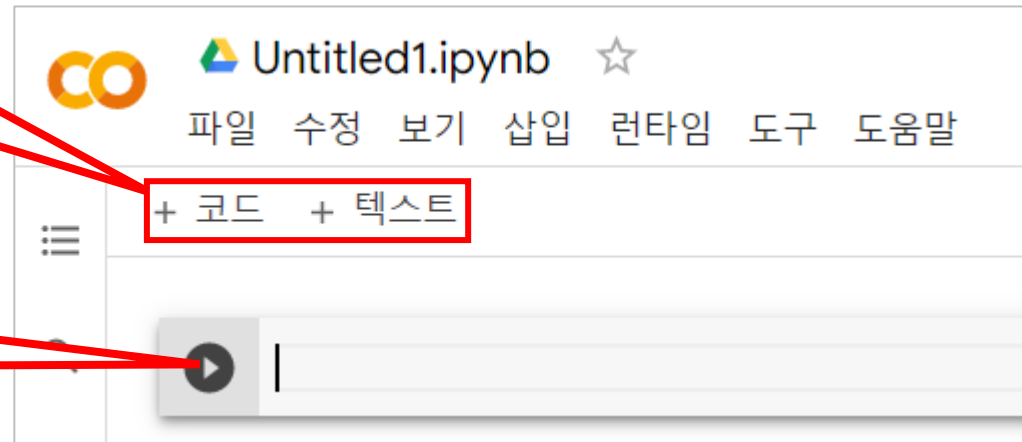 Untitled1.ipynb
파일 수정 보기 삽입 런타임 도구 도움말
+ 코드 + 텍스트